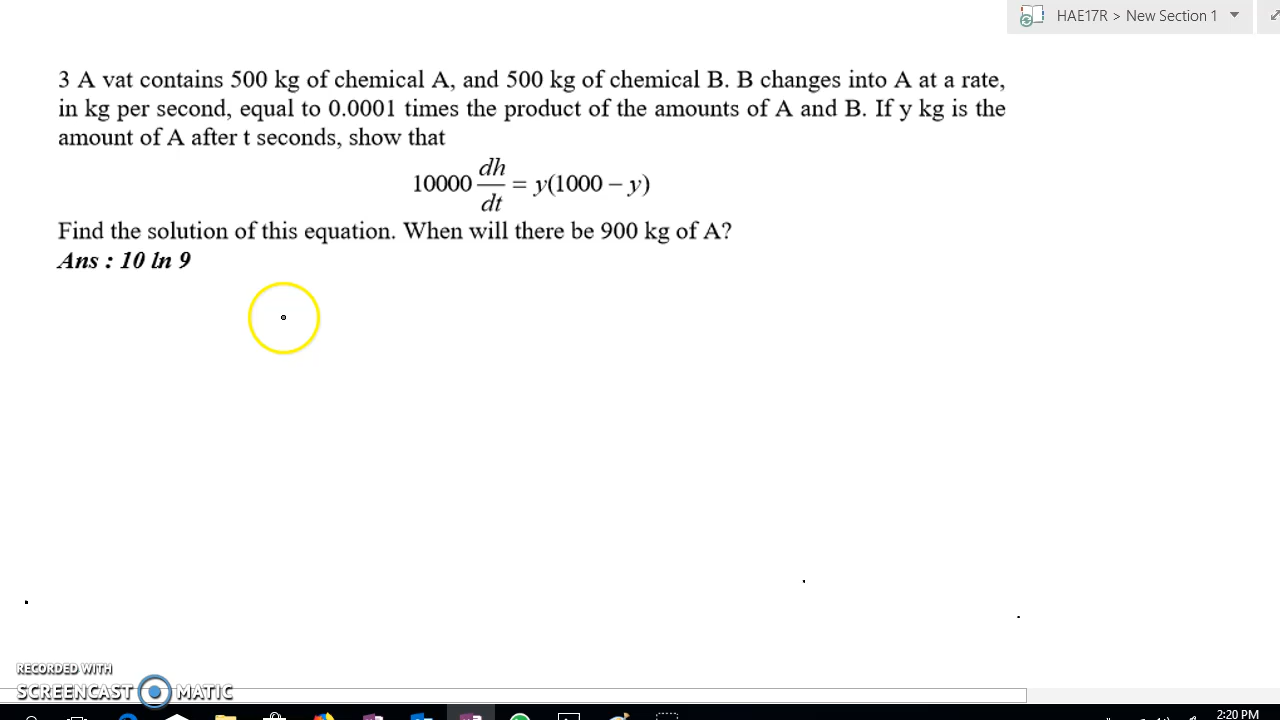 HAE17R > New Section 1
3 A vat contains 500 kg of chemical A, and 500 kg of chemical B. B changes into A at a rate,
in kg per second, equal to 0.0001 times the product of the amounts of A and B. If y kg is the
amount of A after t seconds, show that
10000 dh/dt = y(1000 − y)
Find the solution of this equation. When will there be 900 kg of A?
Ans : 10 ln 9
RECORDED WITH
SCREENCAST MATIC
2:20 PM